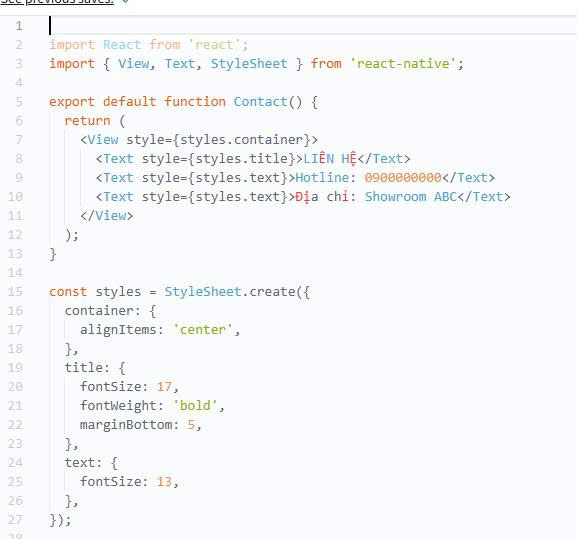 See previous saves.
1
2 import React from 'react';
3 import { View, Text, StyleSheet } from 'react-native';
4
5 export default function Contact() {
6   return (
7     <View style={styles.container}>
8       <Text style={styles.title}>LIÊN HỆ</Text>
9       <Text style={styles.text}>Hotline: 0900000000</Text>
10       <Text style={styles.text}>Địa chỉ: Showroom ABC</Text>
11     </View>
12   );
13 }
14
15 const styles = StyleSheet.create({
16   container: {
17     alignItems: 'center',
18   },
19   title: {
20     fontSize: 17,
21     fontWeight: 'bold',
22     marginBottom: 5,
23   },
24   text: {
25     fontSize: 13,
26   },
27 });
28